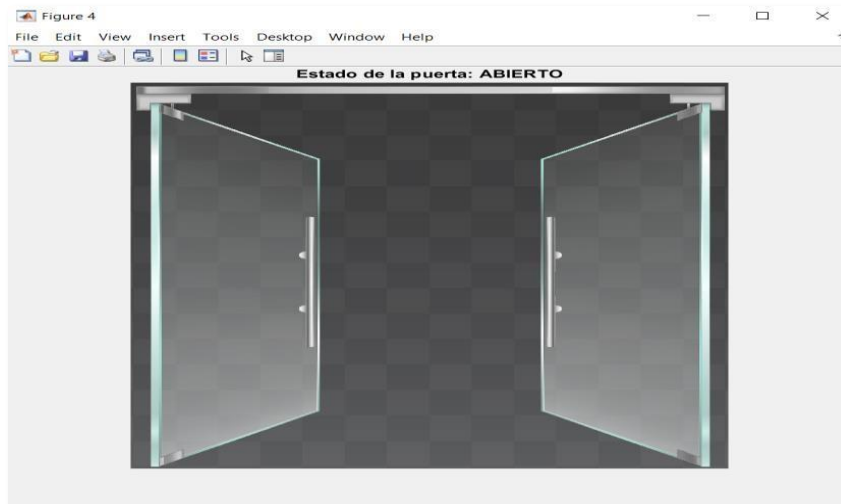 Figure 4
File Edit View Insert Tools Desktop Window Help
Estado de la puerta: ABIERTO